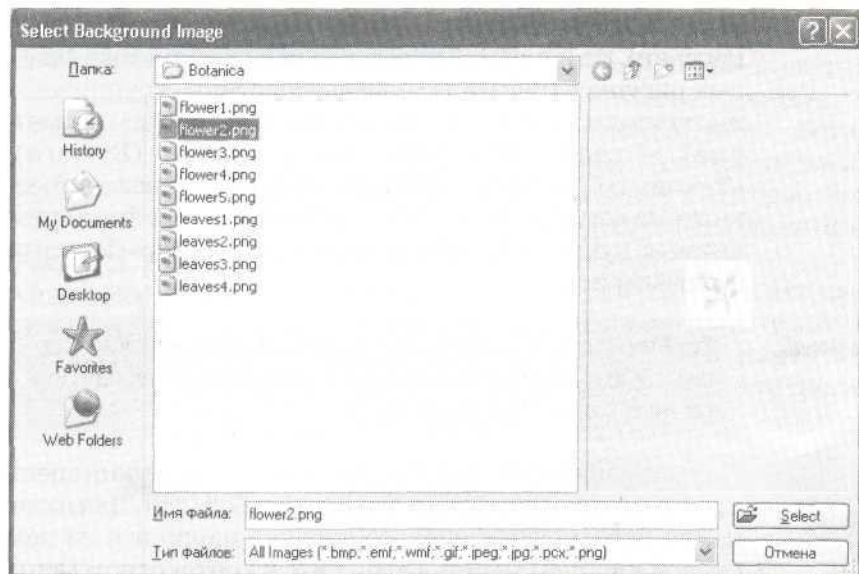 Select Background Image
Папка:
Botanica
flower1.png
flower2.png
flower3.png
flower4.png
flower5.png
leaves1.png
leaves2.png
leaves3.png
leaves4.png
History
My Documents
Desktop
Favorites
Web Folders
Имя файла:
flower2.png
Select
Тип файлов:
All Images (*.bmp;*.emf;*.wmf;*.gif;*.jpeg;*.jpg;*.pcx;*.png)
Отмена